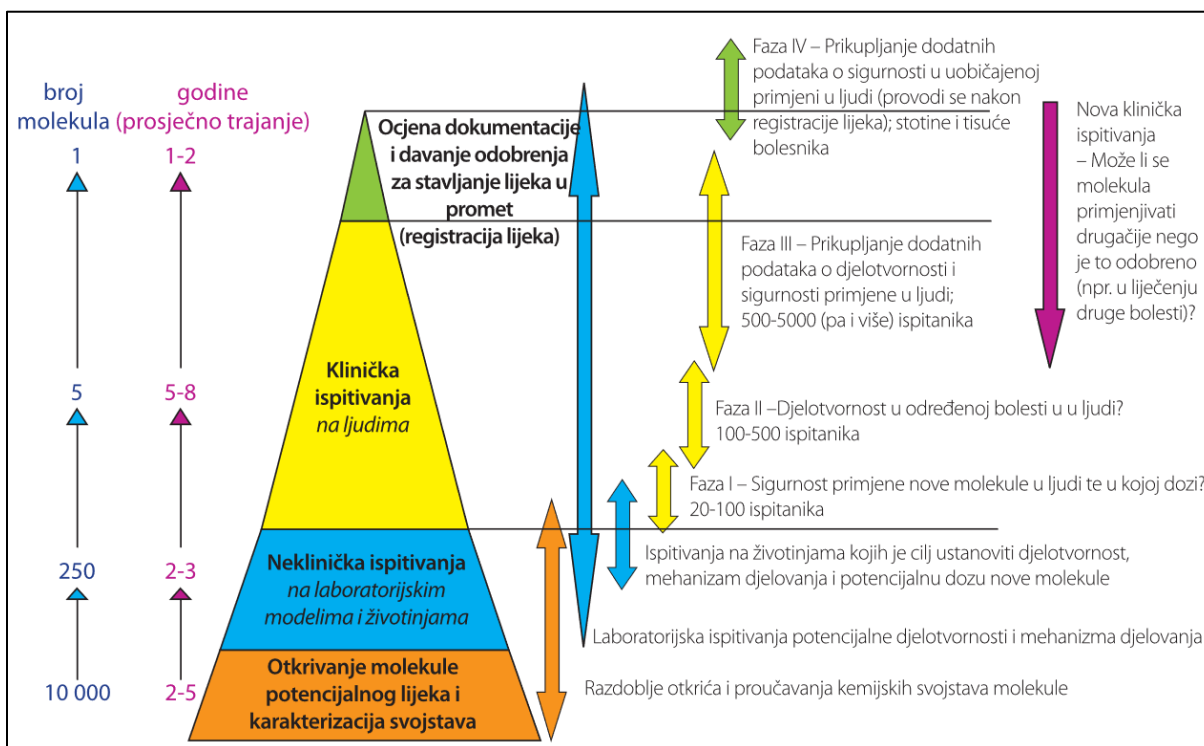 broj
molekula
godine
(prosječno trajanje)
1
1-2
5
5-8
250
2-3
10 000
2-5
Ocjena dokumentacije
i davanje odobrenja
za stavljanje lijeka u
promet
(registracija lijeka)
Klinička
ispitivanja
na ljudima
Neklinička ispitivanja
na laboratorijskim
modelima i životinjama
Otkrivanje molekule
potencijalnog lijeka i
karakterizacija svojstava
Faza IV – Prikupljanje dodatnih
podataka o sigurnosti u uobičajenoj
primjeni u ljudi (provodi se nakon
registracije lijeka); stotine i tisuće
bolesnika
Faza III – Prikupljanje dodatnih
podataka o djelotvornosti i
sigurnosti primjene u ljudi;
500-5000 (pa i više) ispitanika
Faza II –Djelotvornost u određenoj bolesti u u ljudi?
100-500 ispitanika
Faza I – Sigurnost primjene nove molekule u ljudi te u kojoj dozi?
20-100 ispitanika
Ispitivanja na životinjama kojih je cilj ustanoviti djelotvornost,
mehanizam djelovanja i potencijalnu dozu nove molekule
Laboratorijska ispitivanja potencijalne djelotvornosti i mehanizma djelovanja
Razdoblje otkrića i proučavanja kemijskih svojstava molekule
Nova klinička
ispitivanja
– Može li se
molekula
primjenjivati
drugačije nego
je to odobreno
(npr. u liječenju
druge bolesti)?